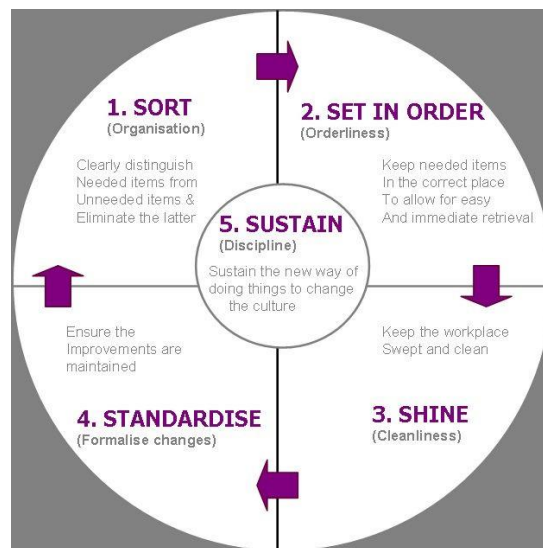 1. SORT
(Organisation)
Clearly distinguish
Needed items from
Unneeded items &
Eliminate the latter
2. SET IN ORDER
(Orderliness)
Keep needed items
In the correct place
To allow for easy
And immediate retrieval
5. SUSTAIN
(Discipline)
Sustain the new way of
doing things to change
the culture
Keep the workplace
Swept and clean
3. SHINE
(Cleanliness)
Ensure the
Improvements are
maintained
4. STANDARDISE
(Formalise changes)